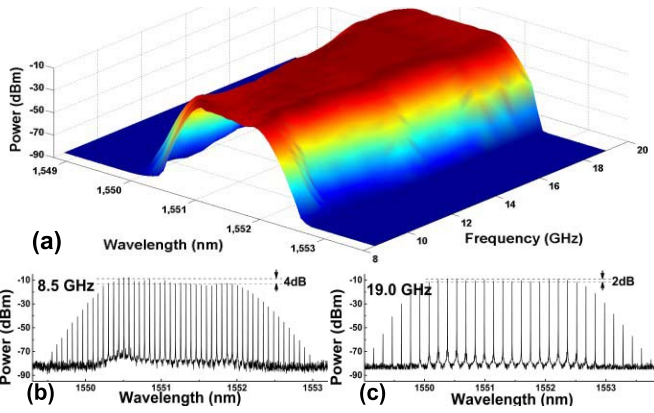 -10
-30
-50
-70
-90
Power (dBm)
1,549
1,550
1,551
1,552
1,553
Wavelength (nm)
8
10
12
14
16
18
20
Frequency (GHz)
(a)
-10
-30
-50
-70
-90
Power (dBm)
8.5 GHz
4dB
1550
1551
1552
1553
Wavelength (nm)
(b)
-10
-30
-50
-70
-90
Power (dBm)
19.0 GHz
2dB
1550
1551
1552
1553
Wavelength (nm)
(c)